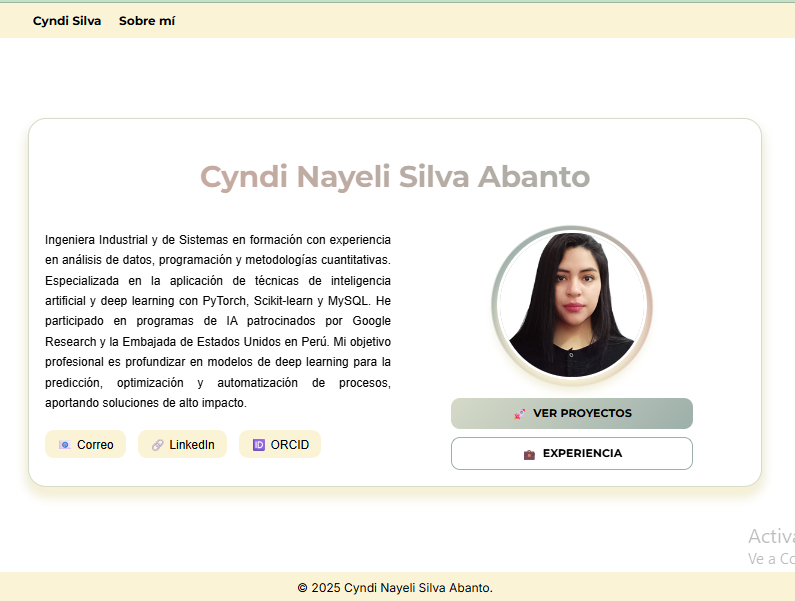 Cyndi Silva Sobre mí
Cyndi Nayeli Silva Abanto
Ingeniera Industrial y de Sistemas en formación con experiencia
en análisis de datos, programación y metodologías cuantitativas.
Especializada en la aplicación de técnicas de inteligencia
artificial y deep learning con PyTorch, Scikit-learn y MySQL. He
participado en programas de IA patrocinados por Google
Research y la Embajada de Estados Unidos en Perú. Mi objetivo
profesional es profundizar en modelos de deep learning para la
predicción, optimización y automatización de procesos,
aportando soluciones de alto impacto.
Correo LinkedIn ORCID
VER PROYECTOS
EXPERIENCIA
Activa
Ve a Co
© 2025 Cyndi Nayeli Silva Abanto.